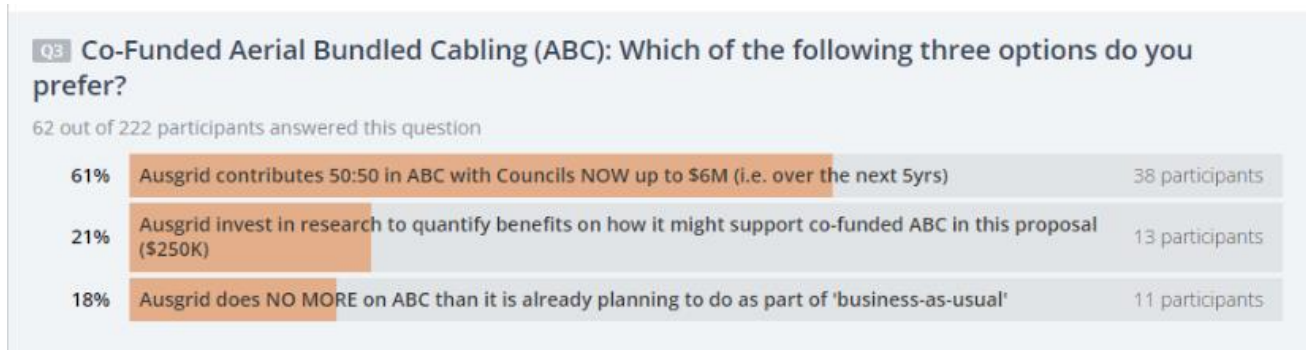 Q3 Co-Funded Aerial Bundled Cabling (ABC): Which of the following three options do you
prefer?
62 out of 222 participants answered this question
61% Ausgrid contributes 50:50 in ABC with Councils NOW up to $6M (i.e. over the next 5yrs) 38 participants
21% Ausgrid invest in research to quantify benefits on how it might support co-funded ABC in this proposal
($250K) 13 participants
18% Ausgrid does NO MORE on ABC than it is already planning to do as part of 'business-as-usual' 11 participants